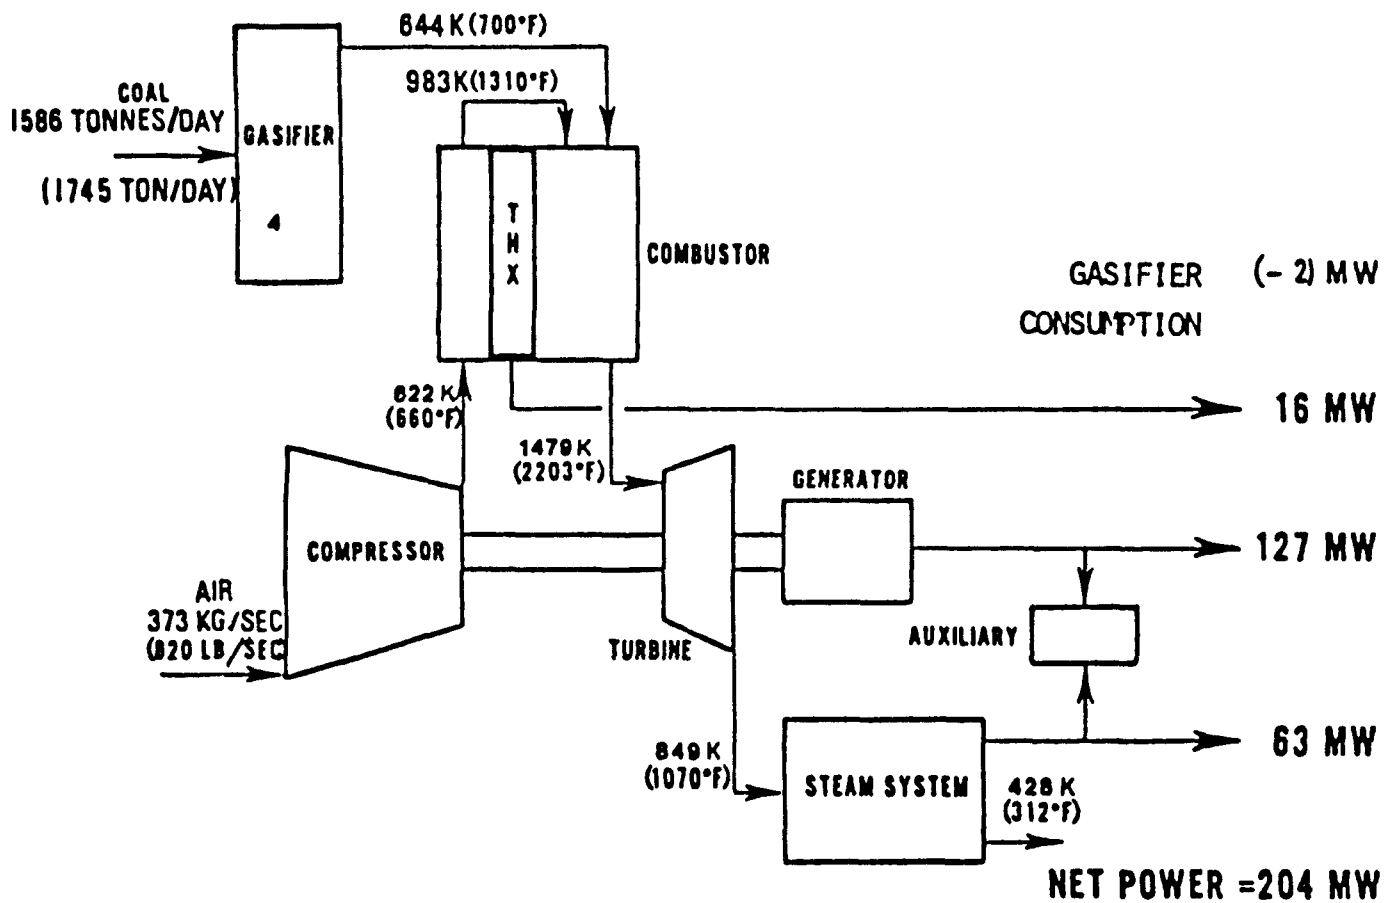 644 K (700°F)
983K(1310°F)
COAL
1586 TONNES/DAY
(1745 TON/DAY)
GASIFIER
4
THX
COMBUSTOR
GASIFIER (- 2) MW
CONSUMPTION
622 K
(660°F)
16 MW
1479 K
(2203°F)
GENERATOR
COMPRESSOR
127 MW
AIR
373 KG/SEC
(820 LB/SEC
TURBINE
AUXILIARY
849 K
(1070°F)
STEAM SYSTEM
63 MW
428 K
(312°F)
NET POWER =204 MW